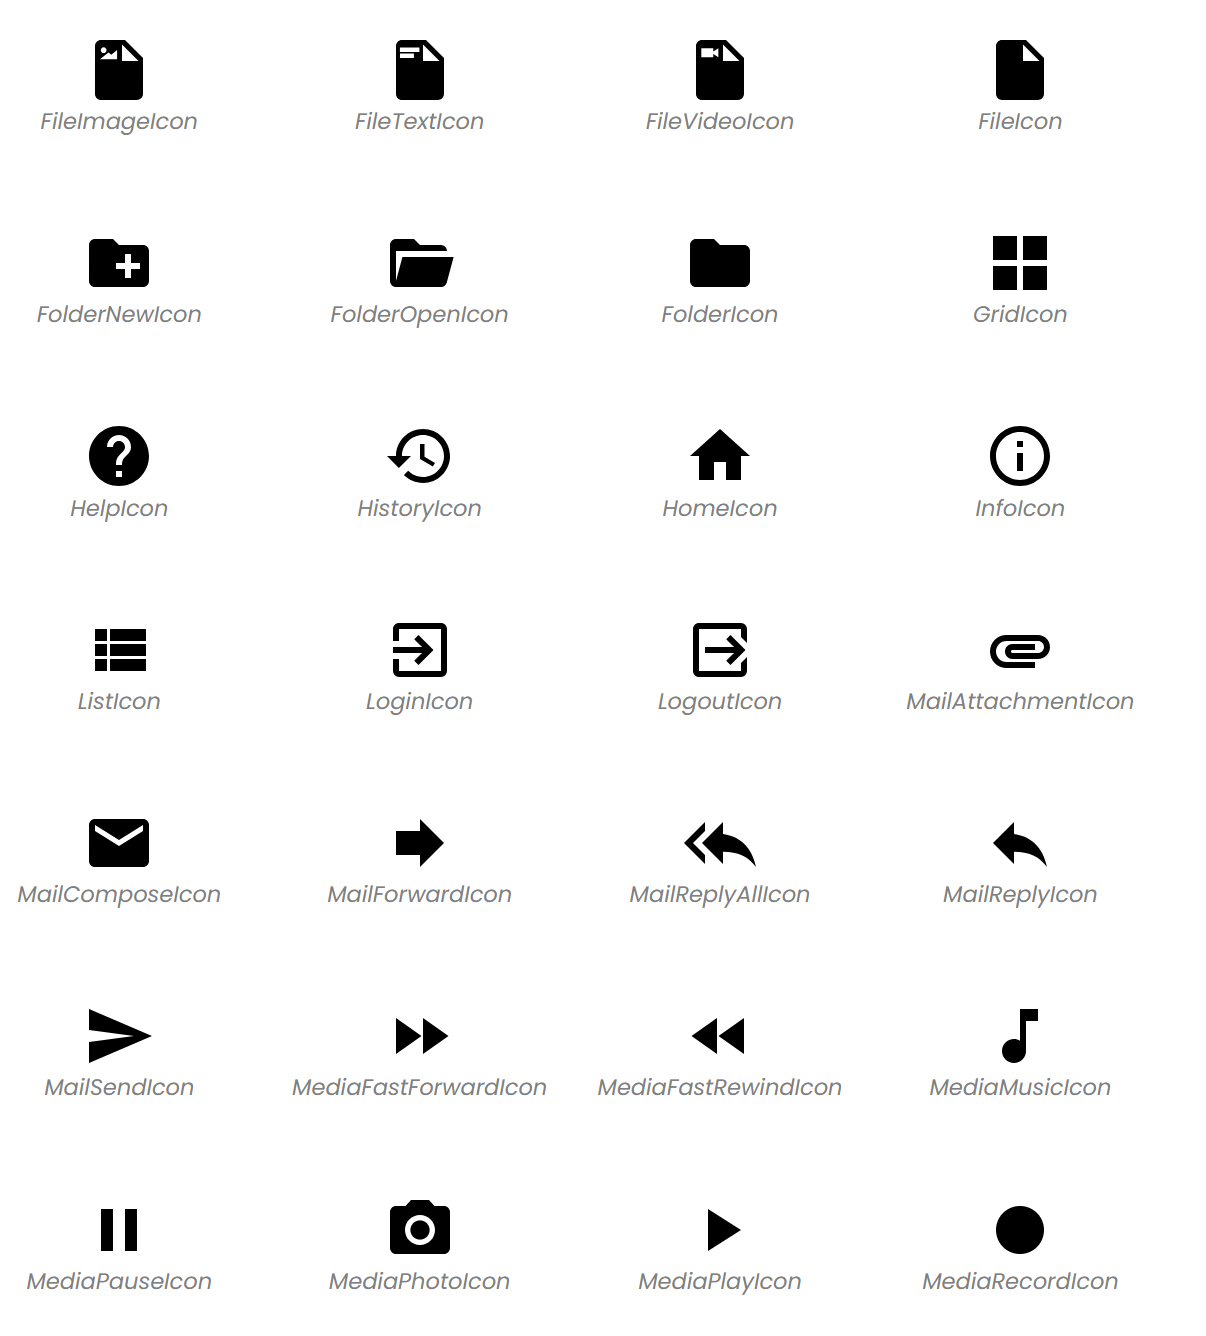 FileImageIcon FileTextIcon FileVideoIcon FileIcon
FolderNewIcon FolderOpenIcon FolderIcon GridIcon
HelpIcon HistoryIcon HomeIcon InfoIcon
ListIcon LoginIcon LogoutIcon MailAttachmentIcon
MailComposeIcon MailForwardIcon MailReplyAllIcon MailReplyIcon
MailSendIcon MediaFastForwardIcon MediaFastRewindIcon MediaMusicIcon
MediaPauseIcon MediaPhotoIcon MediaPlayIcon MediaRecordIcon